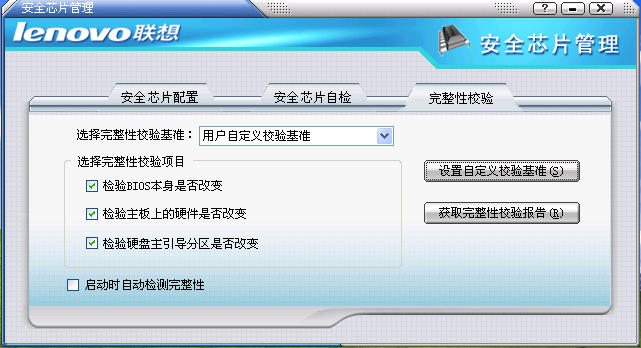 安全芯片管理
lenovo联想
安全芯片管理
安全芯片配置 安全芯片自检 完整性校验
选择完整性校验基准： 用户自定义校验基准
选择完整性校验项目
设置自定义校验基准(S)
检验BIOS本身是否改变
检验主板上的硬件是否改变
获取完整性校验报告(R)
检验硬盘主引导分区是否改变
启动时自动检测完整性